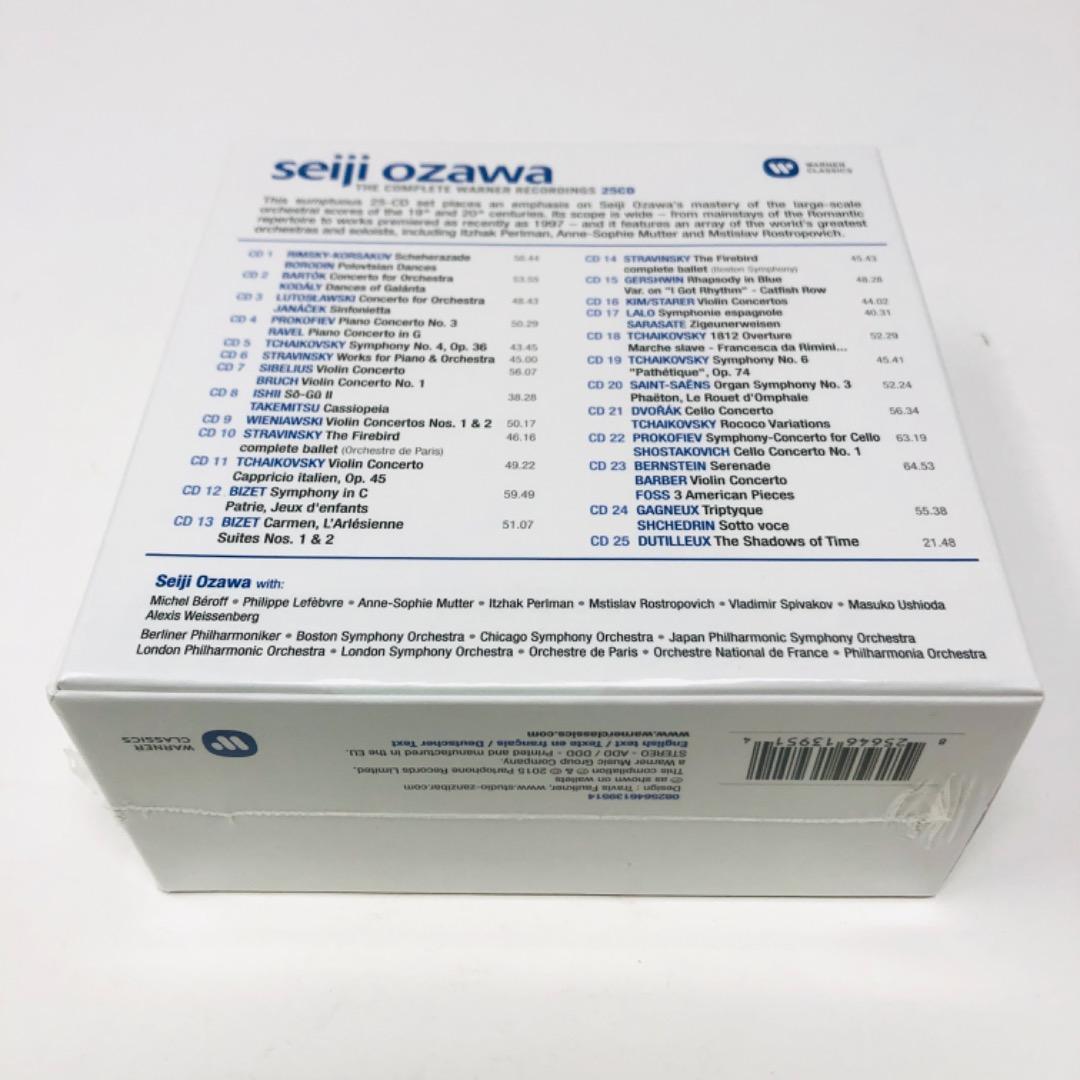 seiji ozawa
WARNER
CLASSICS
THE COMPLETE WARNER RECORDINGS 25CD
This sumptuous 25-CD set places an emphasis on Seiji Ozawa's mastery of the large-scale
orchestral scores of the 19th and 20th centuries. Its scope is wide – from mainstays of the Romantic
repertoire to works premiered as recently as 1997 – and it features an array of the world's greatest
orchestras and soloists, including Itzhak Perlman, Anne-Sophie Mutter and Mstislav Rostropovich.
CD 1 RIMSKY-KORSAKOV Scheherazade 56.44
BORODIN Polovtsian Dances
CD 2 BARTÓK Concerto for Orchestra 53.55
KODÁLY Dances of Galánta
CD 3 LUTOSŁAWSKI Concerto for Orchestra 48.43
JANÁČEK Sinfonietta
CD 4 PROKOFIEV Piano Concerto No. 3 50.29
RAVEL Piano Concerto in G
CD 5 TCHAIKOVSKY Symphony No. 4, Op. 36 43.45
CD 6 STRAVINSKY Works for Piano & Orchestra 45.00
CD 7 SIBELIUS Violin Concerto 56.07
BRUCH Violin Concerto No. 1
CD 8 ISHII Sō-Gū II 38.28
TAKEMITSU Cassiopeia
CD 9 WIENIAWSKI Violin Concertos Nos. 1 & 2 50.17
CD 10 STRAVINSKY The Firebird 46.16
complete ballet (Orchestre de Paris)
CD 11 TCHAIKOVSKY Violin Concerto 49.22
Cappricio italien, Op. 45
CD 12 BIZET Symphony in C 59.49
Patrie, Jeux d'enfants
CD 13 BIZET Carmen, L'Arlésienne 51.07
Suites Nos. 1 & 2
CD 14 STRAVINSKY The Firebird 45.43
complete ballet (Boston Symphony)
CD 15 GERSHWIN Rhapsody in Blue 48.28
Var. on "I Got Rhythm" - Catfish Row
CD 16 KIM/STARER Violin Concertos 44.02
CD 17 LALO Symphonie espagnole 40.31
SARASATE Zigeunerweisen
CD 18 TCHAIKOVSKY 1812 Overture 52.29
Marche slave - Francesca da Rimini...
CD 19 TCHAIKOVSKY Symphony No. 6 45.41
"Pathétique", Op. 74
CD 20 SAINT-SAËNS Organ Symphony No. 3 52.24
Phaëton, Le Rouet d'Omphale
CD 21 DVOŘÁK Cello Concerto 56.34
TCHAIKOVSKY Rococo Variations
CD 22 PROKOFIEV Symphony-Concerto for Cello 63.19
SHOSTAKOVICH Cello Concerto No. 1
CD 23 BERNSTEIN Serenade 64.53
BARBER Violin Concerto
FOSS 3 American Pieces
CD 24 GAGNEUX Triptyque 55.38
SHCHEDRIN Sotto voce
CD 25 DUTILLEUX The Shadows of Time 21.48
Seiji Ozawa with:
Michel Béroff • Philippe Lefèbvre • Anne-Sophie Mutter • Itzhak Perlman • Mstislav Rostropovich • Vladimir Spivakov • Masuko Ushioda
Alexis Weissenberg
Berliner Philharmoniker • Boston Symphony Orchestra • Chicago Symphony Orchestra • Japan Philharmonic Symphony Orchestra
London Philharmonic Orchestra • London Symphony Orchestra • Orchestre de Paris • Orchestre National de France • Philharmonia Orchestra
0825646139514
Design : Travis Faulkner, www.studio-zanzibar.com
℗ as shown on wallets
This compilation ℗ & © 2015 Parlophone Records Limited,
a Warner Music Group Company.
STEREO - ADD / DDD - Printed and manufactured in the EU.
English text / Texte en français / Deutscher Text
www.warnerclassics.com
WARNER
CLASSICS
8 25646 13951 4